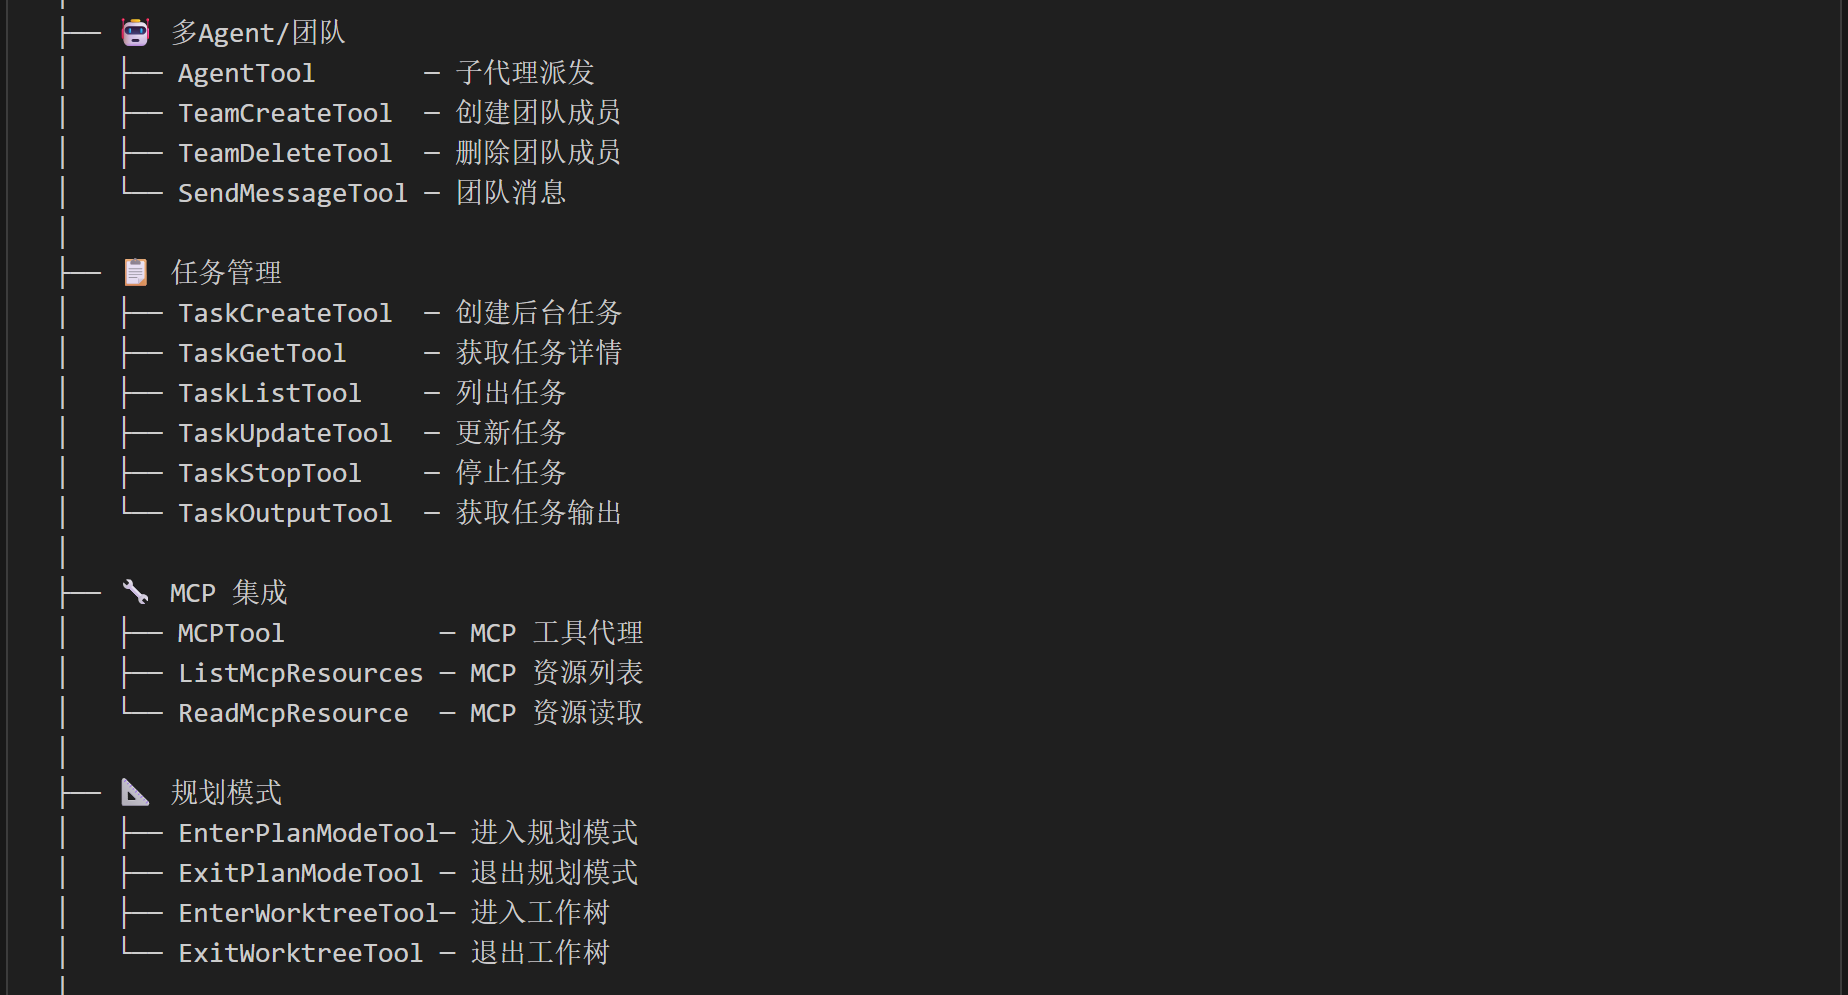 ├── 🤖 多Agent/团队
│   ├── AgentTool       — 子代理派发
│   ├── TeamCreateTool  — 创建团队成员
│   ├── TeamDeleteTool  — 删除团队成员
│   └── SendMessageTool — 团队消息
│
├── 📋 任务管理
│   ├── TaskCreateTool  — 创建后台任务
│   ├── TaskGetTool     — 获取任务详情
│   ├── TaskListTool    — 列出任务
│   ├── TaskUpdateTool  — 更新任务
│   ├── TaskStopTool    — 停止任务
│   └── TaskOutputTool  — 获取任务输出
│
├── 🔧 MCP 集成
│   ├── MCPTool          — MCP 工具代理
│   ├── ListMcpResources — MCP 资源列表
│   └── ReadMcpResource  — MCP 资源读取
│
├── 📐 规划模式
│   ├── EnterPlanModeTool— 进入规划模式
│   ├── ExitPlanModeTool — 退出规划模式
│   ├── EnterWorktreeTool— 进入工作树
│   └── ExitWorktreeTool — 退出工作树
│